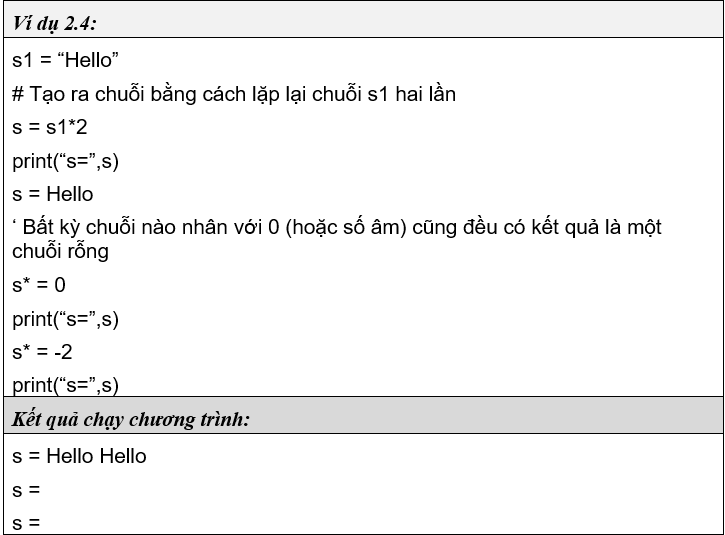 Ví dụ 2.4:
s1 = “Hello”
# Tạo ra chuỗi bằng cách lặp lại chuỗi s1 hai lần
s = s1*2
print(“s=”,s)
s = Hello
‘ Bất kỳ chuỗi nào nhân với 0 (hoặc số âm) cũng đều có kết quả là một
chuỗi rỗng
s* = 0
print(“s=”,s)
s* = -2
print(“s=”,s)
Kết quả chạy chương trình:
s = Hello Hello
s =
s =